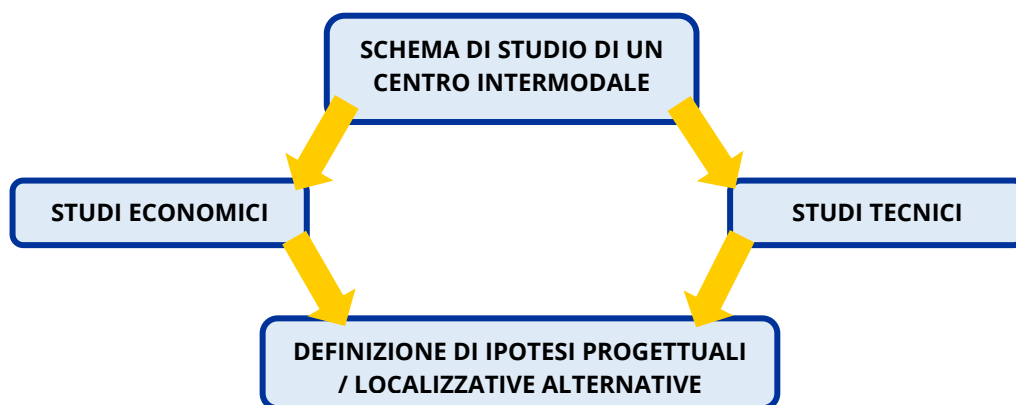 SCHEMA DI STUDIO DI UN
CENTRO INTERMODALE
STUDI ECONOMICI
STUDI TECNICI
DEFINIZIONE DI IPOTESI PROGETTUALI
/ LOCALIZZATIVE ALTERNATIVE